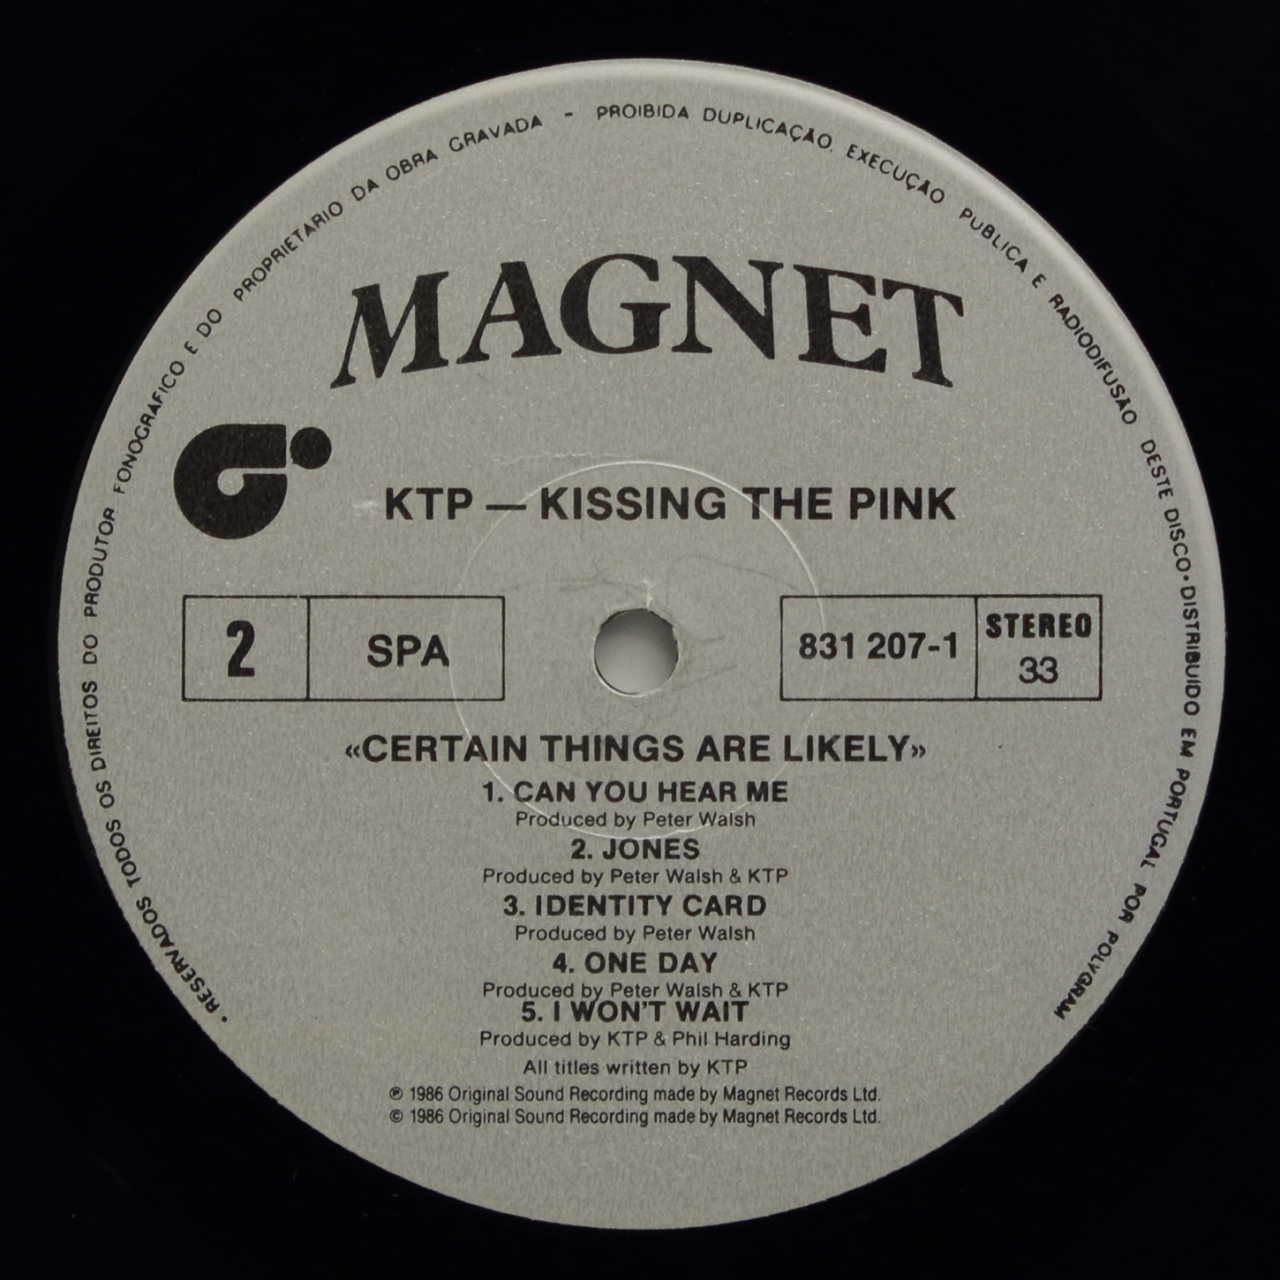 • RESERVADOS TODOS OS DIREITOS DO PRODUTOR FONOGRAFICO E DO PROPRIETARIO DA OBRA GRAVADA - PROIBIDA DUPLICAÇÃO. EXECUÇÃO PUBLICA E RADIODIFUSÃO DESTE DISCO • DISTRIBUIDO EM PORTUGAL POR POLYGRAM
MAGNET
KTP — KISSING THE PINK
2 SPA 831 207-1 STEREO
33
«CERTAIN THINGS ARE LIKELY»
1. CAN YOU HEAR ME
Produced by Peter Walsh
2. JONES
Produced by Peter Walsh & KTP
3. IDENTITY CARD
Produced by Peter Walsh
4. ONE DAY
Produced by Peter Walsh & KTP
5. I WON'T WAIT
Produced by KTP & Phil Harding
All titles written by KTP
℗ 1986 Original Sound Recording made by Magnet Records Ltd.
© 1986 Original Sound Recording made by Magnet Records Ltd.